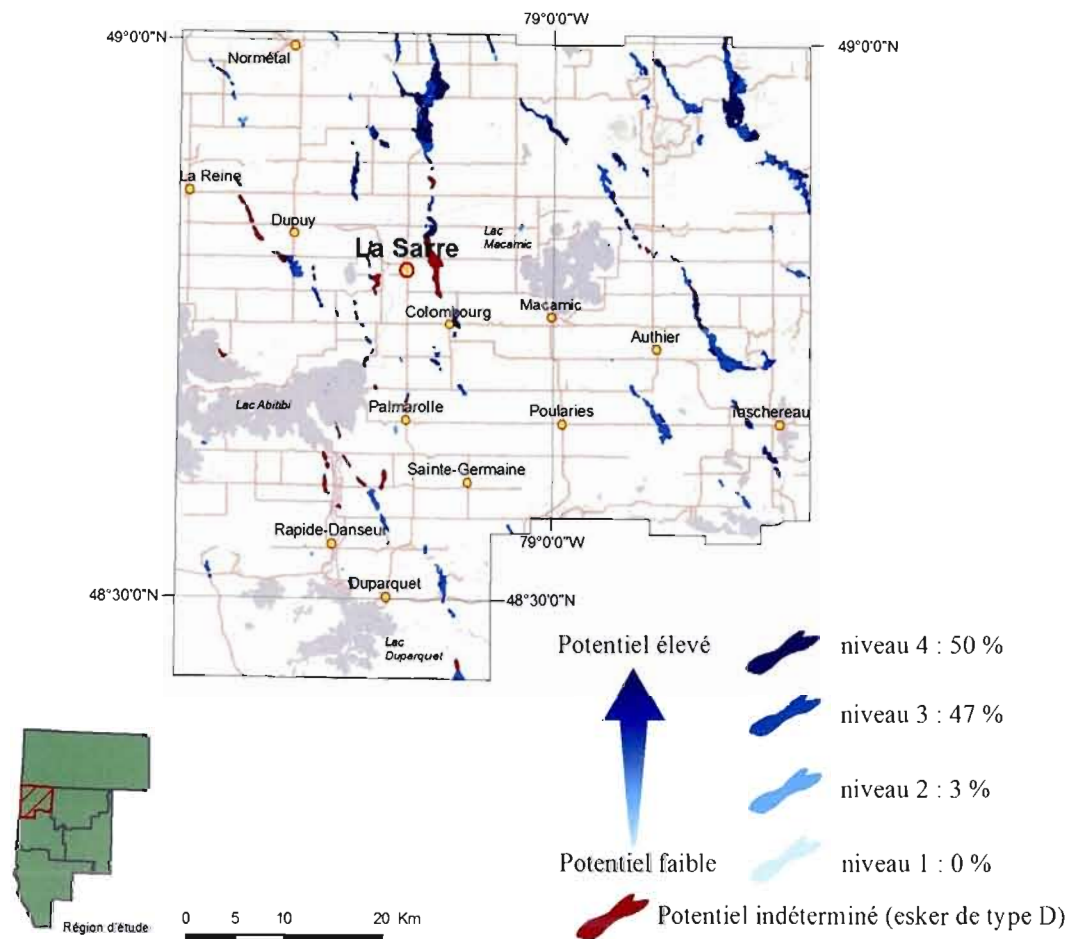 79°0'0"W
49°0'0"N
49°0'0"N
Normétal
La Reine
Dupuy
La Sarre
Lac
Macamic
Colombourg
Macamic
Authier
Lac Abitibi
Palmarolle
Poularies
Taschereau
Sainte-Germaine
Rapide-Danseur
79°0'0"W
Duparquet
48°30'0"N
48°30'0"N
Lac
Duparquet
Potentiel élevé
niveau 4 : 50 %
niveau 3 : 47 %
niveau 2 : 3 %
Potentiel faible
niveau 1 : 0 %
Potentiel indéterminé (esker de type D)
Région d'étude
0 5 10 20 Km